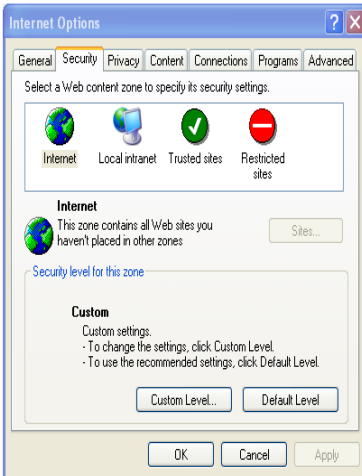 Internet Options
General Security Privacy Content Connections Programs Advanced
Select a Web content zone to specify its security settings.
Internet Local intranet Trusted sites Restricted sites
Internet
This zone contains all Web sites you
haven't placed in other zones
Sites...
Security level for this zone
Custom
Custom settings.
- To change the settings, click Custom Level.
- To use the recommended settings, click Default Level.
Custom Level... Default Level
OK Cancel Apply